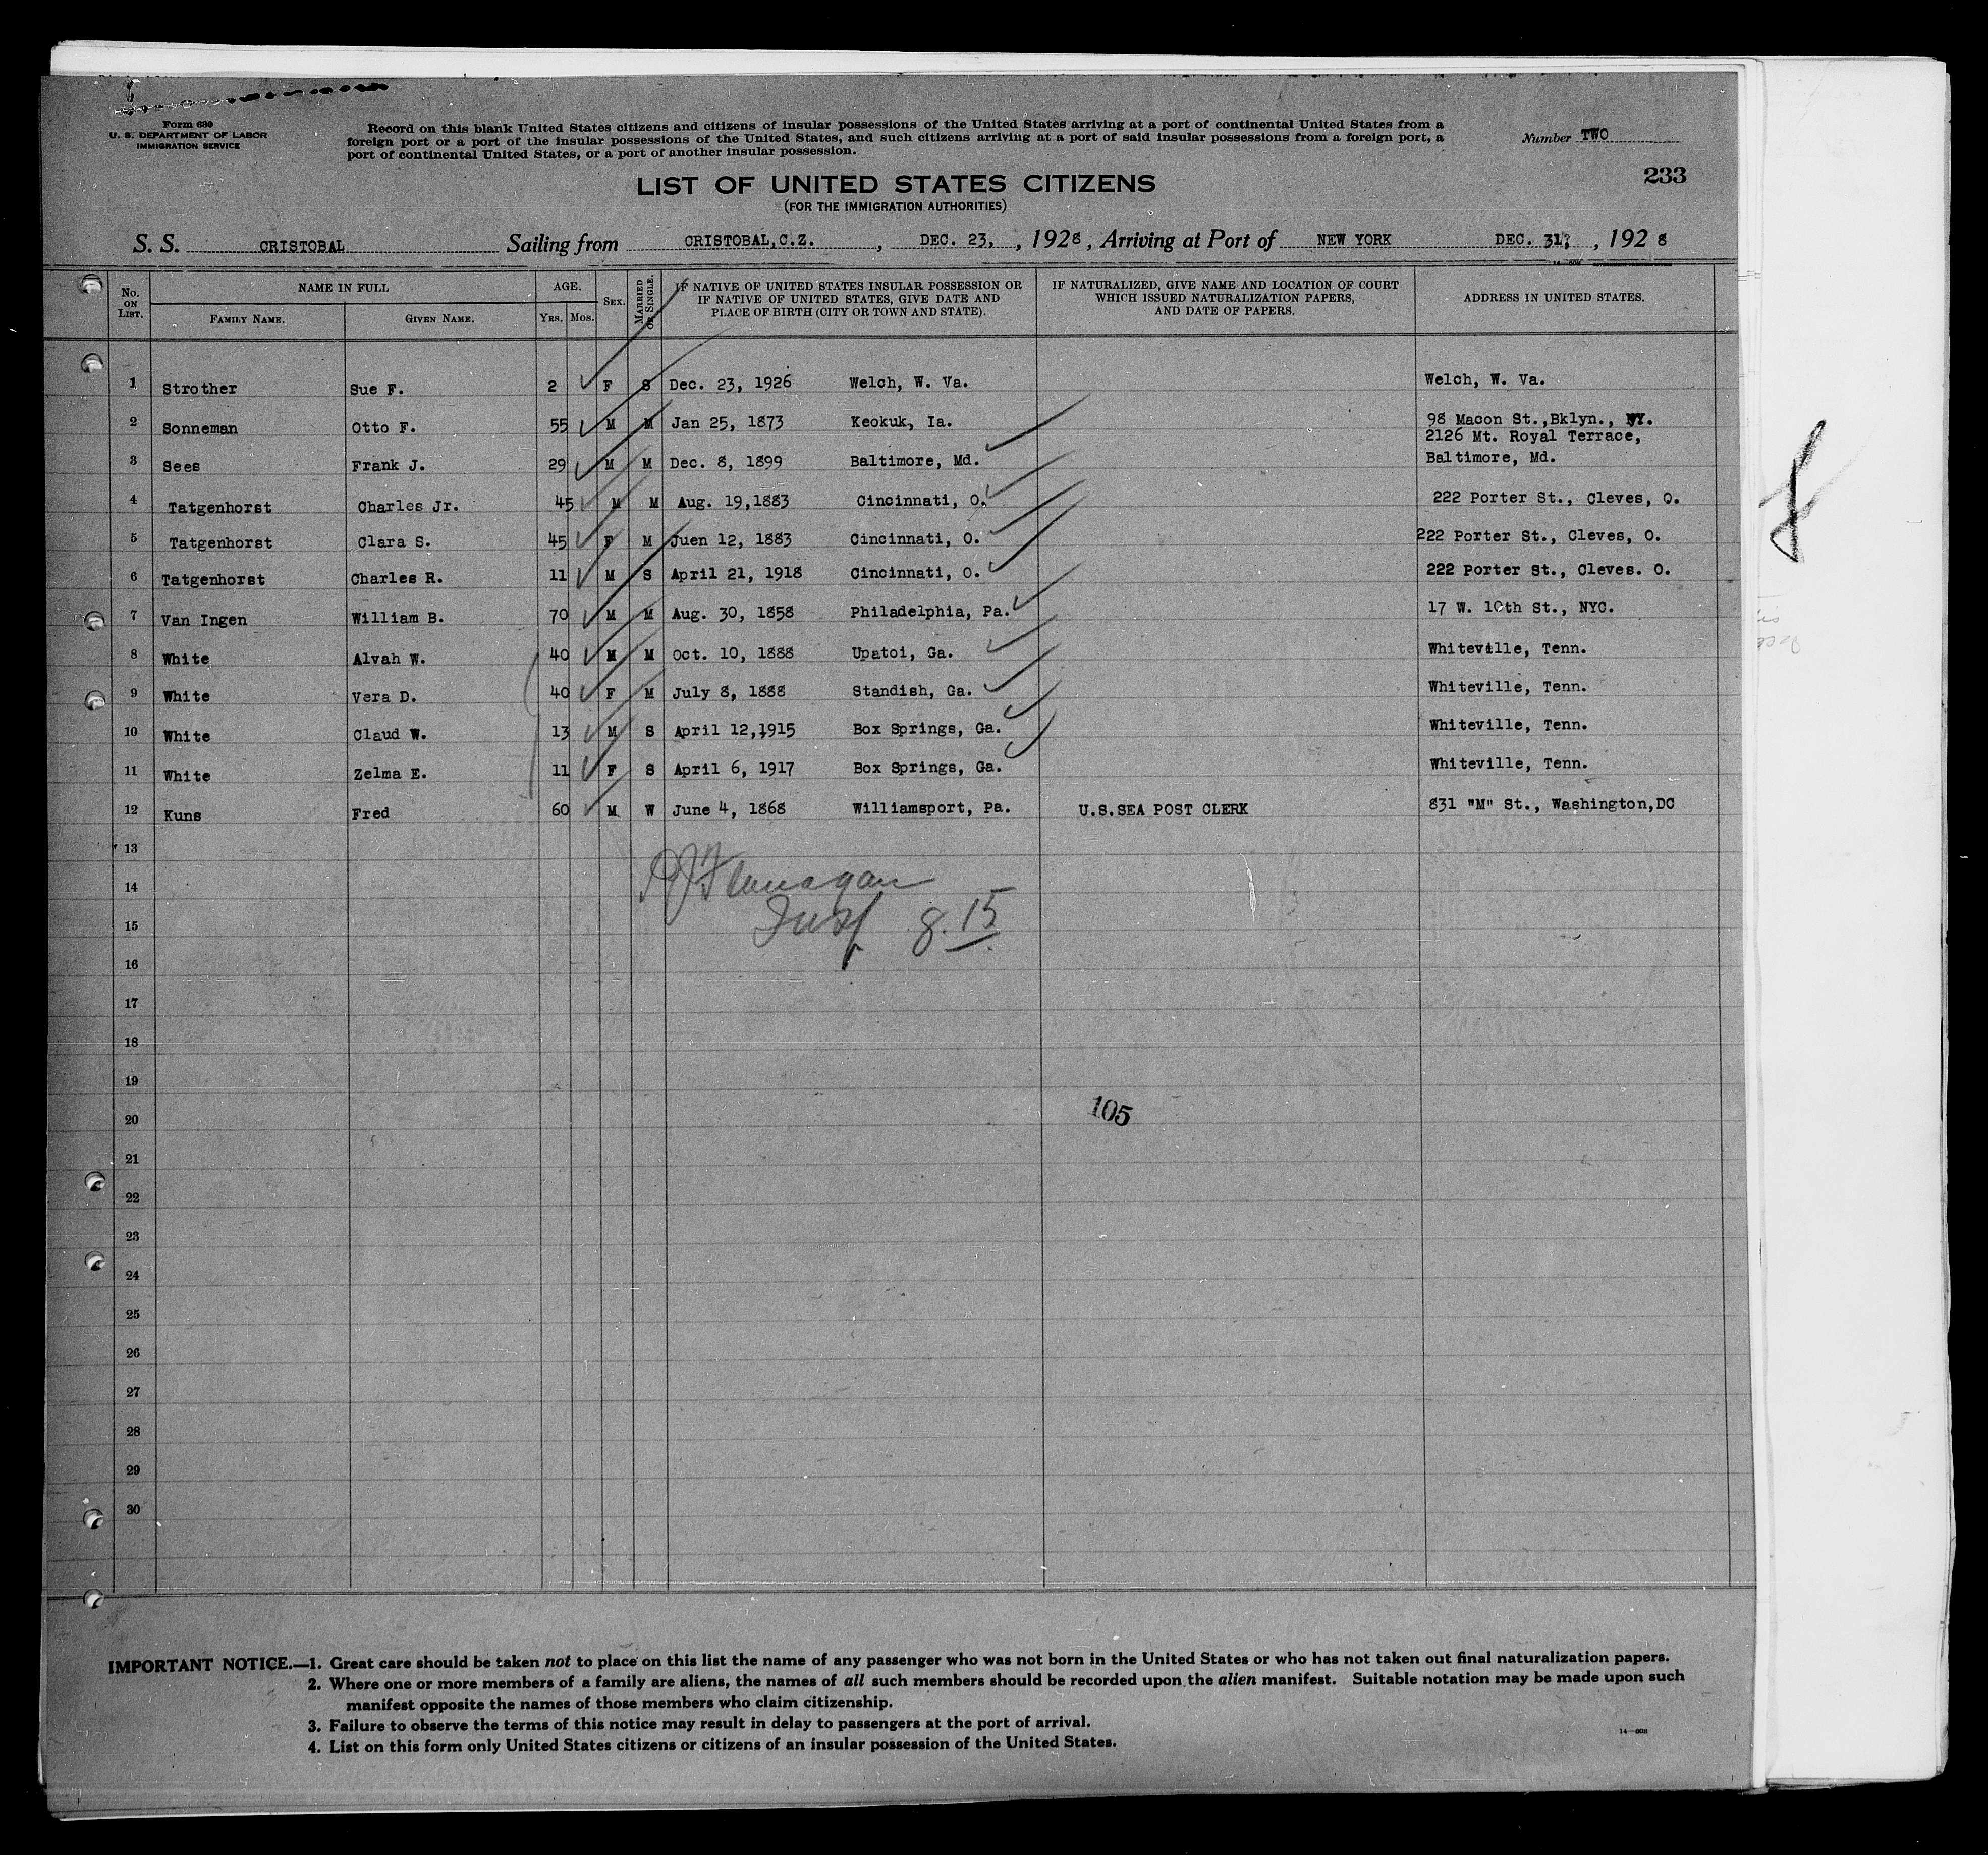 Form 630
U. S. DEPARTMENT OF LABOR
IMMIGRATION SERVICE
Record on this blank United States citizens and citizens of insular possessions of the United States arriving at a port of continental United States from a
foreign port or a port of the insular possessions of the United States, and such citizens arriving at a port of said insular possessions from a foreign port, a
port of continental United States, or a port of another insular possession.
Number TWO
233
LIST OF UNITED STATES CITIZENS
(FOR THE IMMIGRATION AUTHORITIES)
S. S. CRISTOBAL Sailing from CRISTOBAL, C.Z. , DEC. 23, , 1928 , Arriving at Port of NEW YORK DEC. 31, , 1928
No. ON LIST. NAME IN FULL AGE. SEX. MARRIED OR SINGLE. IF NATIVE OF UNITED STATES INSULAR POSSESSION OR IF NATIVE OF UNITED STATES, GIVE DATE AND PLACE OF BIRTH (CITY OR TOWN AND STATE). IF NATURALIZED, GIVE NAME AND LOCATION OF COURT WHICH ISSUED NATURALIZATION PAPERS, AND DATE OF PAPERS. ADDRESS IN UNITED STATES.
FAMILY NAME. GIVEN NAME. YRS. MOS.
1 Strother Sue F. 2 F S Dec. 23, 1926 Welch, W. Va. Welch, W. Va.
2 Sonneman Otto F. 55 M M Jan 25, 1873 Keokuk, Ia. 98 Macon St.,Bklyn., NY.
2126 Mt. Royal Terrace,
3 Sees Frank J. 29 M M Dec. 8, 1899 Baltimore, Md. Baltimore, Md.
4 Tatgenhorst Charles Jr. 45 M M Aug. 19,1883 Cincinnati, O. 222 Porter St., Cleves, O.
5 Tatgenhorst Clara S. 45 F M Juen 12, 1883 Cincinnati, O. 222 Porter St., Cleves, O.
6 Tatgenhorst Charles R. 11 M S April 21, 1918 Cincinnati, O. 222 Porter St., Cleves. O.
7 Van Ingen William B. 70 M M Aug. 30, 1858 Philadelphia, Pa. 17 W. 10th St., NYC.
8 White Alvah W. 40 M M Oct. 10, 1888 Upatoi, Ga. Whiteville, Tenn.
9 White Vera D. 40 F M July 8, 1888 Standish, Ga. Whiteville, Tenn.
10 White Claud W. 13 M S April 12,1915 Box Springs, Ga. Whiteville, Tenn.
11 White Zelma E. 11 F S April 6, 1917 Box Springs, Ga. Whiteville, Tenn.
12 Kuns Fred 60 M W June 4, 1868 Williamsport, Pa. U.S.SEA POST CLERK 831 "M" St., Washington,DC
13
14 Flanagan
15 Insp 8.15
16
17
18
19
20 105
21
22
23
24
25
26
27
28
29
30
IMPORTANT NOTICE.—1. Great care should be taken not to place on this list the name of any passenger who was not born in the United States or who has not taken out final naturalization papers.
2. Where one or more members of a family are aliens, the names of all such members should be recorded upon the alien manifest. Suitable notation may be made upon such
manifest opposite the names of those members who claim citizenship.
3. Failure to observe the terms of this notice may result in delay to passengers at the port of arrival.
4. List on this form only United States citizens or citizens of an insular possession of the United States.
14—608